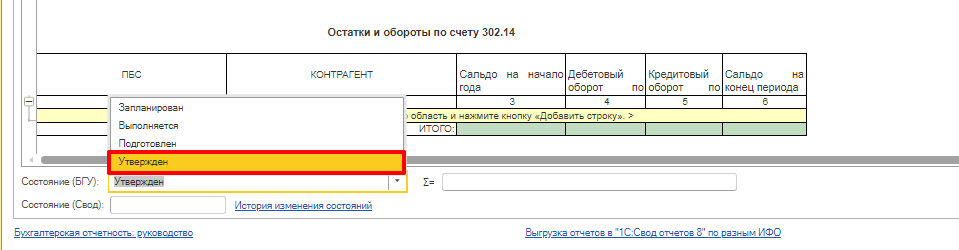 Остатки и обороты по счету 302.14
ПБС КОНТРАГЕНТ Сальдо на начало года Дебетовый оборот по Кредитовый оборот по Сальдо на конец периода
3 4 5 6
область и нажмите кнопку «Добавить строку». >
ИТОГО:
Запланирован
Выполняется
Подготовлен
Утвержден
Состояние (БГУ): Утвержден Σ=
Состояние (Свод): История изменения состояний
Бухгалтерская отчетность: руководство Выгрузка отчетов в "1С:Свод отчетов 8" по разным ИФО